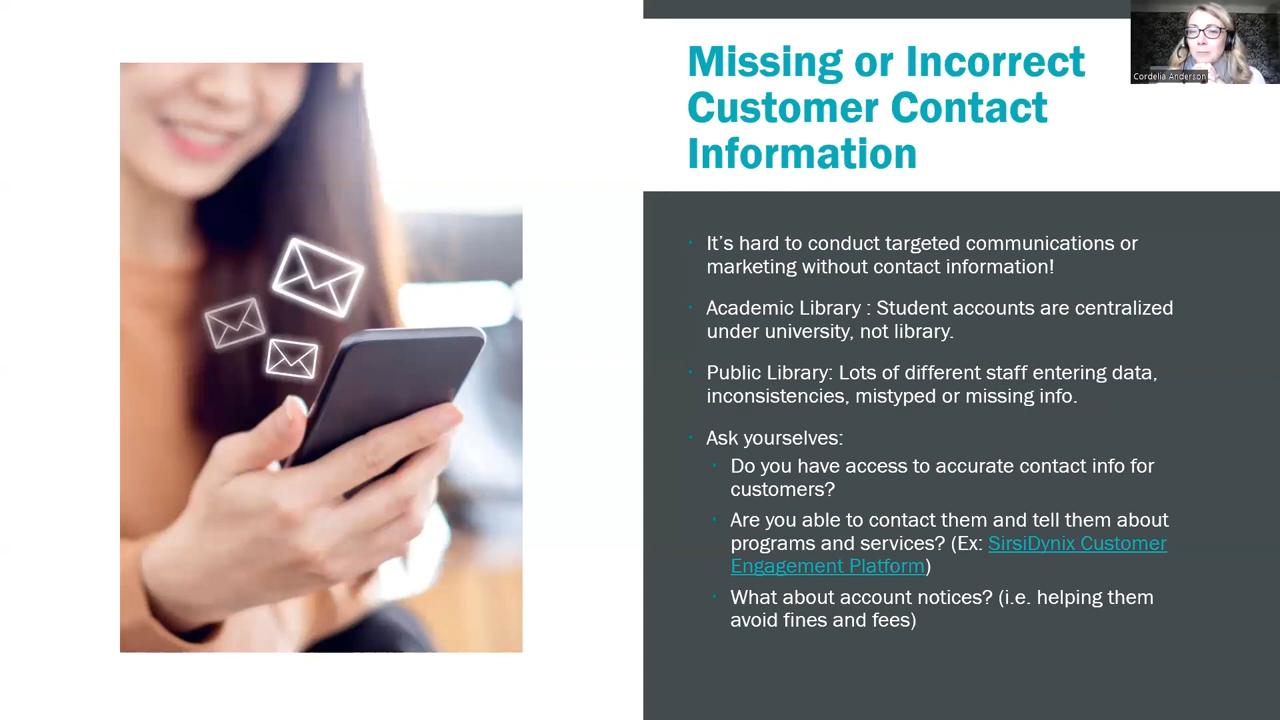 Missing or Incorrect
Customer Contact
Information
Cordelia Anderson
· It's hard to conduct targeted communications or
marketing without contact information!
· Academic Library : Student accounts are centralized
under university, not library.
· Public Library: Lots of different staff entering data,
inconsistencies, mistyped or missing info.
· Ask yourselves:
· Do you have access to accurate contact info for
customers?
· Are you able to contact them and tell them about
programs and services? (Ex: SirsiDynix Customer
Engagement Platform)
· What about account notices? (i.e. helping them
avoid fines and fees)